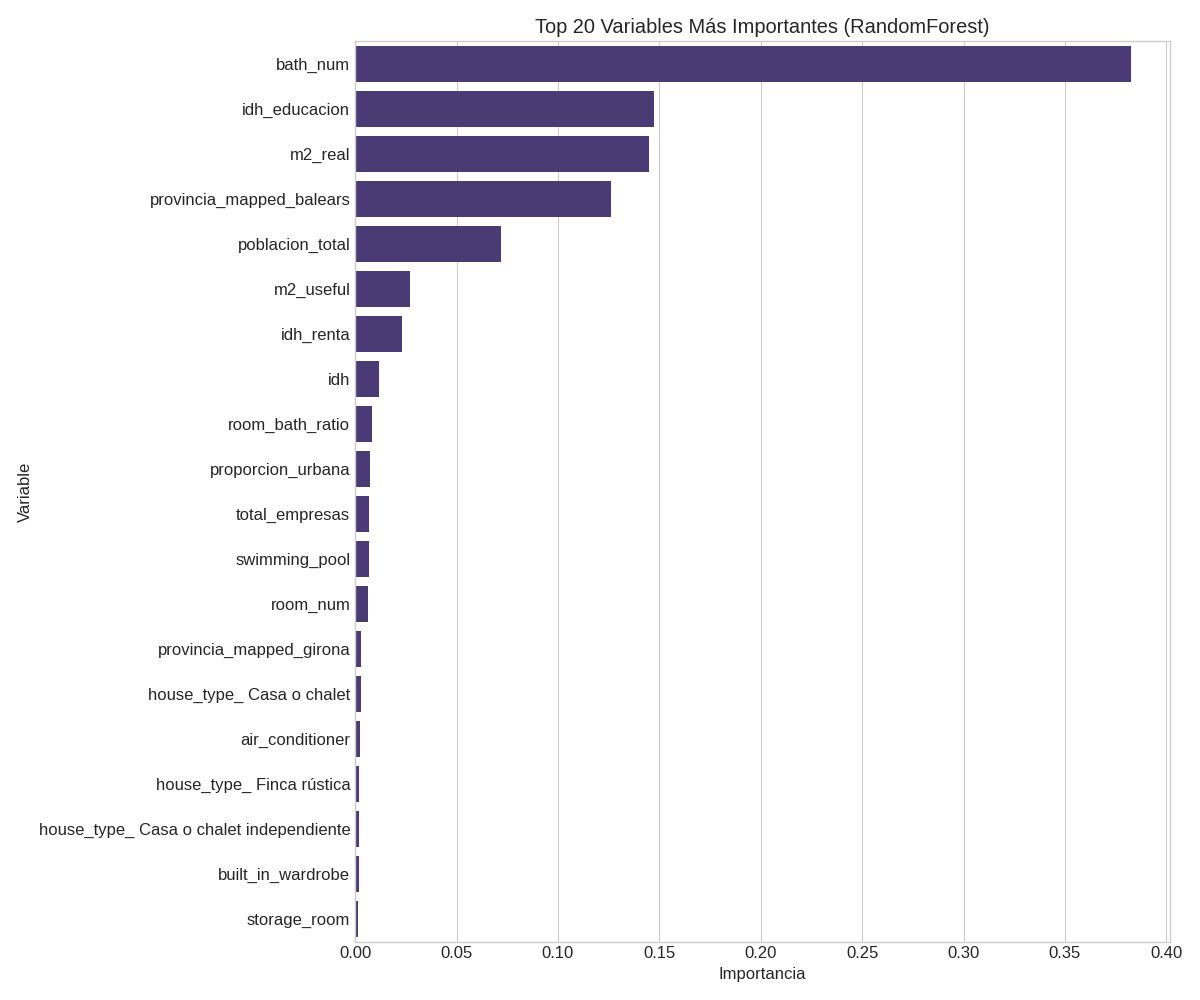 Top 20 Variables Más Importantes (RandomForest)
Variable
bath_num
idh_educacion
m2_real
provincia_mapped_balears
poblacion_total
m2_useful
idh_renta
idh
room_bath_ratio
proporcion_urbana
total_empresas
swimming_pool
room_num
provincia_mapped_girona
house_type_ Casa o chalet
air_conditioner
house_type_ Finca rústica
house_type_ Casa o chalet independiente
built_in_wardrobe
storage_room
0.00 0.05 0.10 0.15 0.20 0.25 0.30 0.35 0.40
Importancia